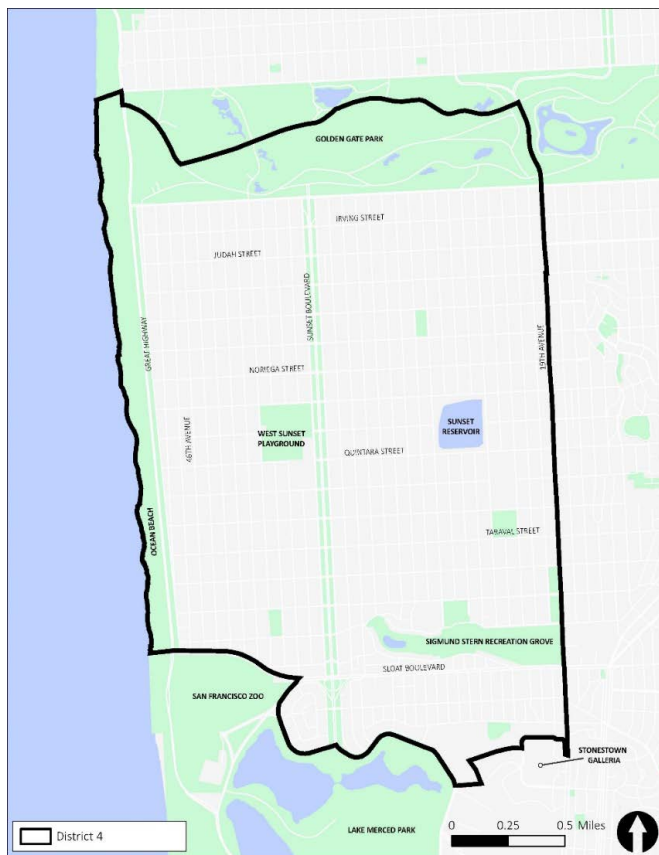 GOLDEN GATE PARK
IRVING STREET
JUDAH STREET
SUNSET BOULEVARD
GREAT HIGHWAY
19TH AVENUE
NORIEGA STREET
46TH AVENUE
WEST SUNSET
PLAYGROUND
SUNSET
RESERVOIR
QUINTARA STREET
OCEAN BEACH
TARAVAL STREET
SIGMUND STERN RECREATION GROVE
SLOAT BOULEVARD
SAN FRANCISCO ZOO
STONESTOWN
GALLERIA
LAKE MERCED PARK
District 4
0 0.25 0.5 Miles